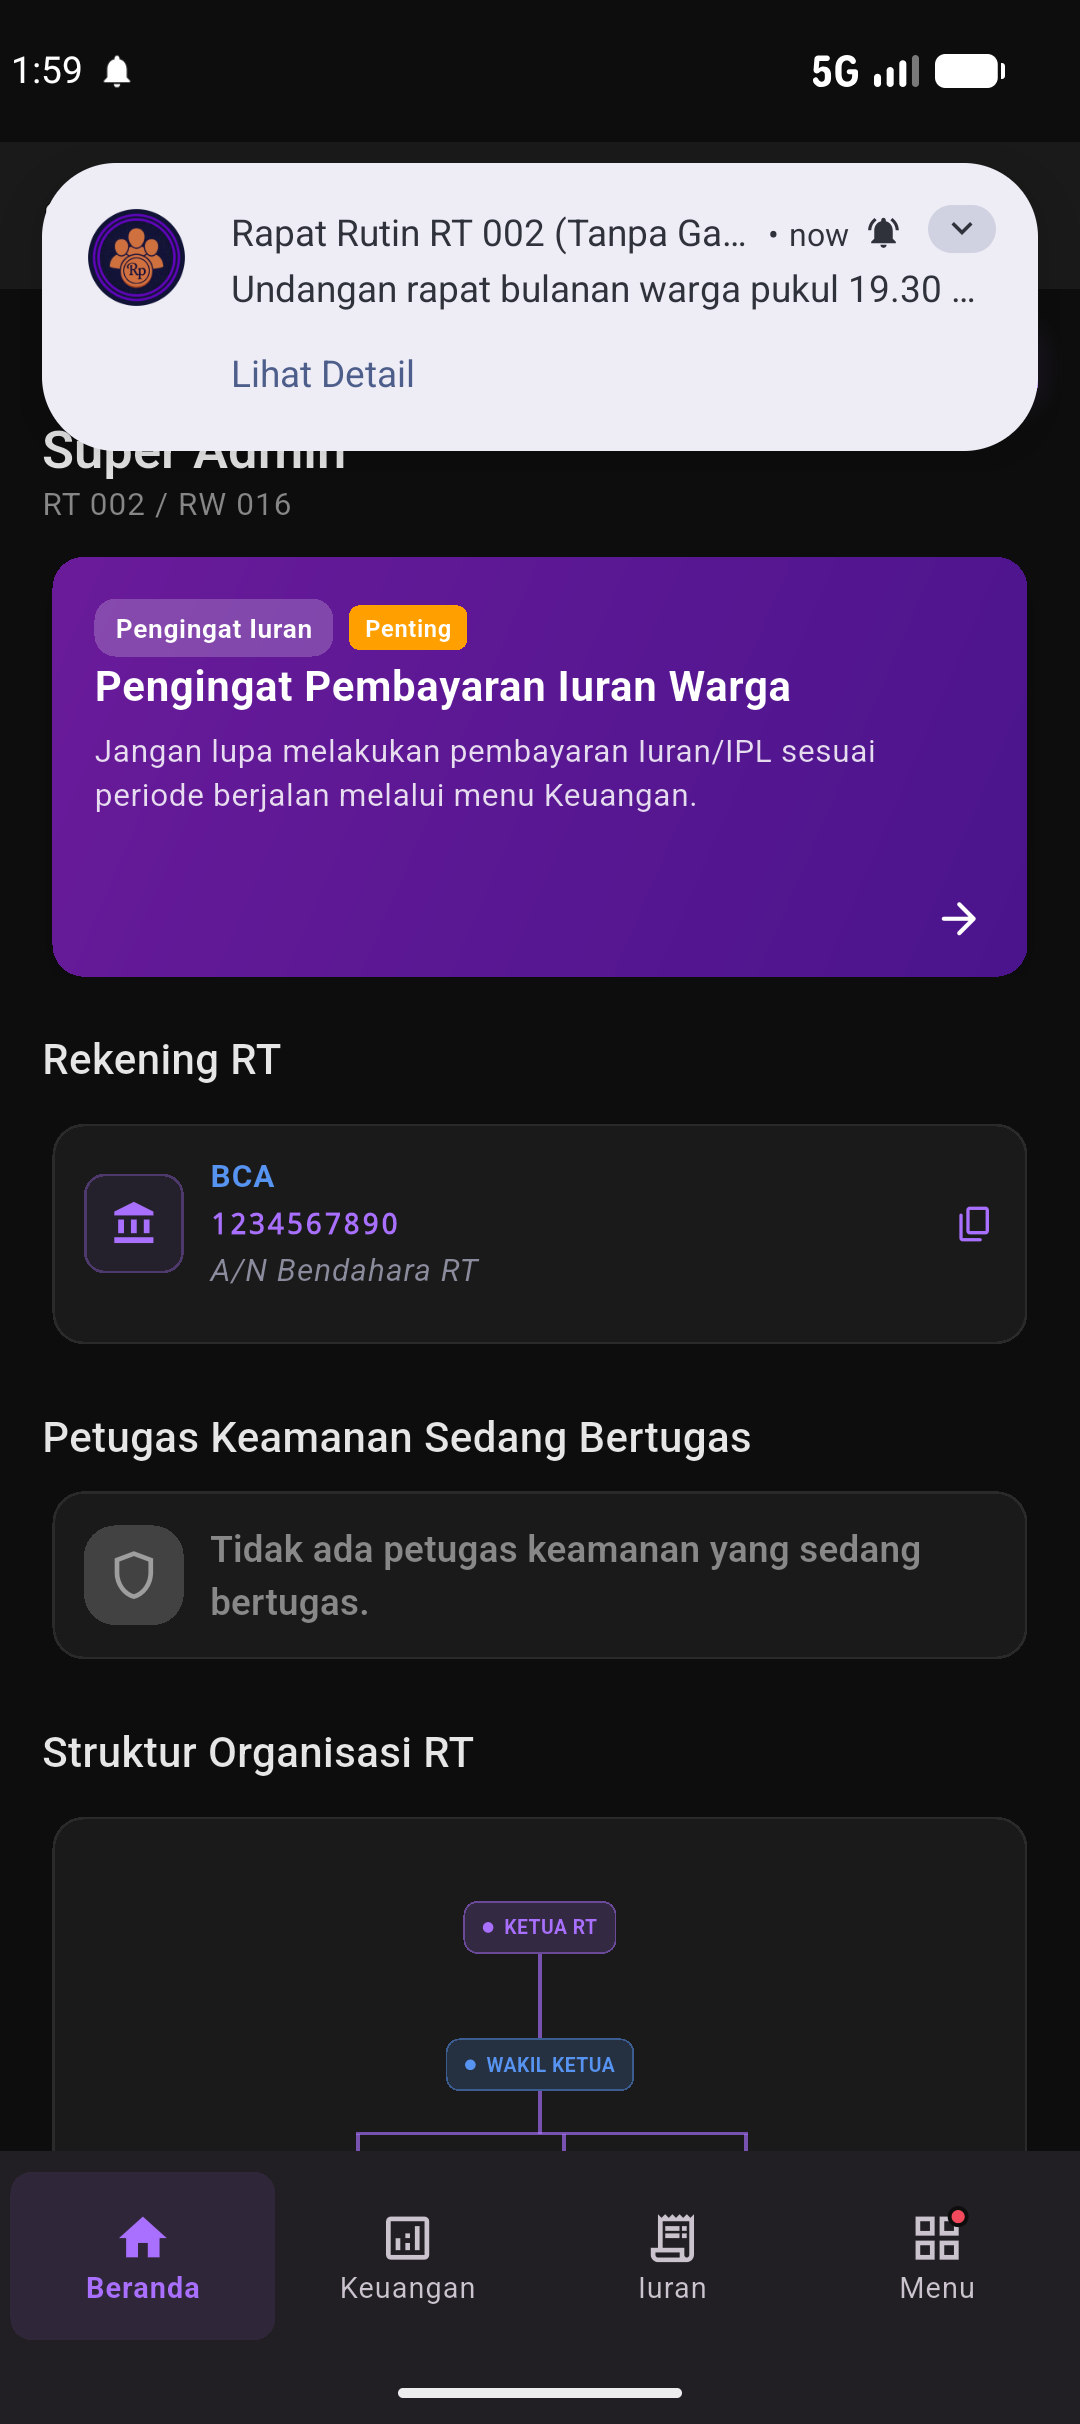 1:59
5G
Rapat Rutin RT 002 (Tanpa Ga… • now
Undangan rapat bulanan warga pukul 19.30 …
Lihat Detail
Super Admin
RT 002 / RW 016
Pengingat Iuran
Penting
Pengingat Pembayaran Iuran Warga
Jangan lupa melakukan pembayaran Iuran/IPL sesuai
periode berjalan melalui menu Keuangan.
Rekening RT
BCA
1234567890
A/N Bendahara RT
Petugas Keamanan Sedang Bertugas
Tidak ada petugas keamanan yang sedang
bertugas.
Struktur Organisasi RT
KETUA RT
WAKIL KETUA
Beranda
Keuangan
Iuran
Menu